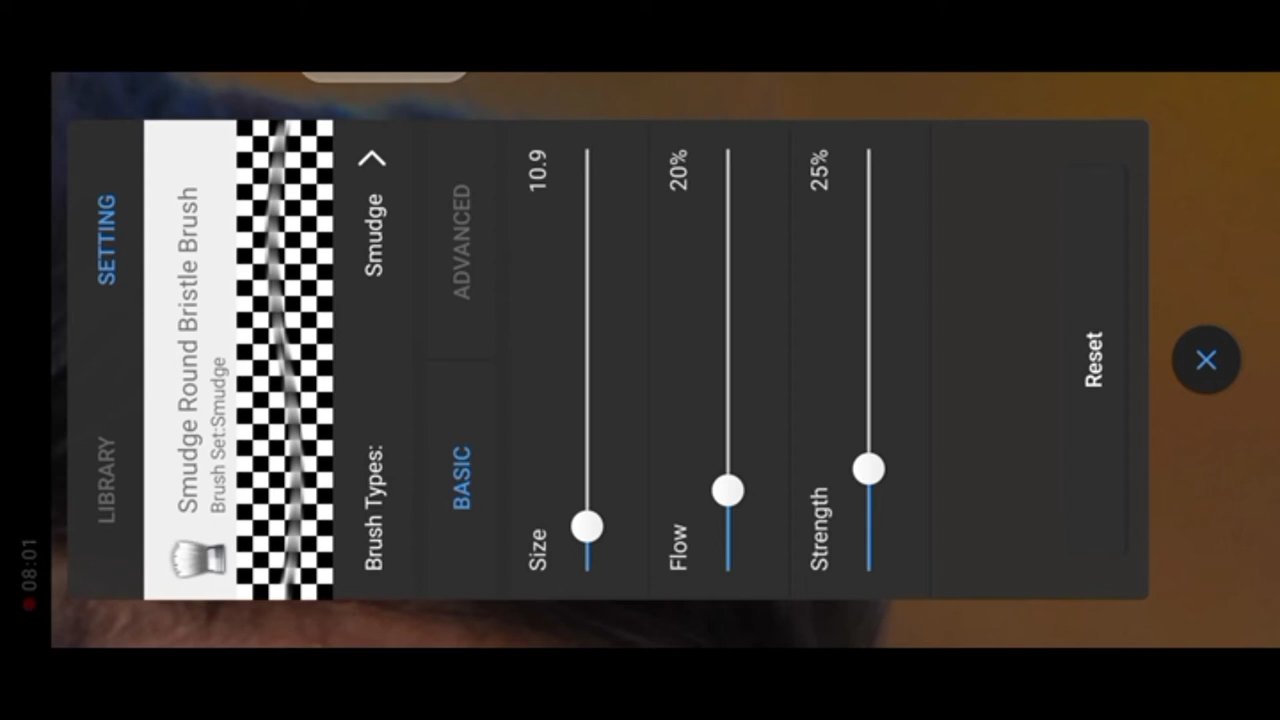 08:01
LIBRARY SETTING
Smudge Round Bristle Brush
Brush Set:Smudge
Brush Types: Smudge
BASIC ADVANCED
Size 10.9
Flow 20%
Strength 25%
Reset